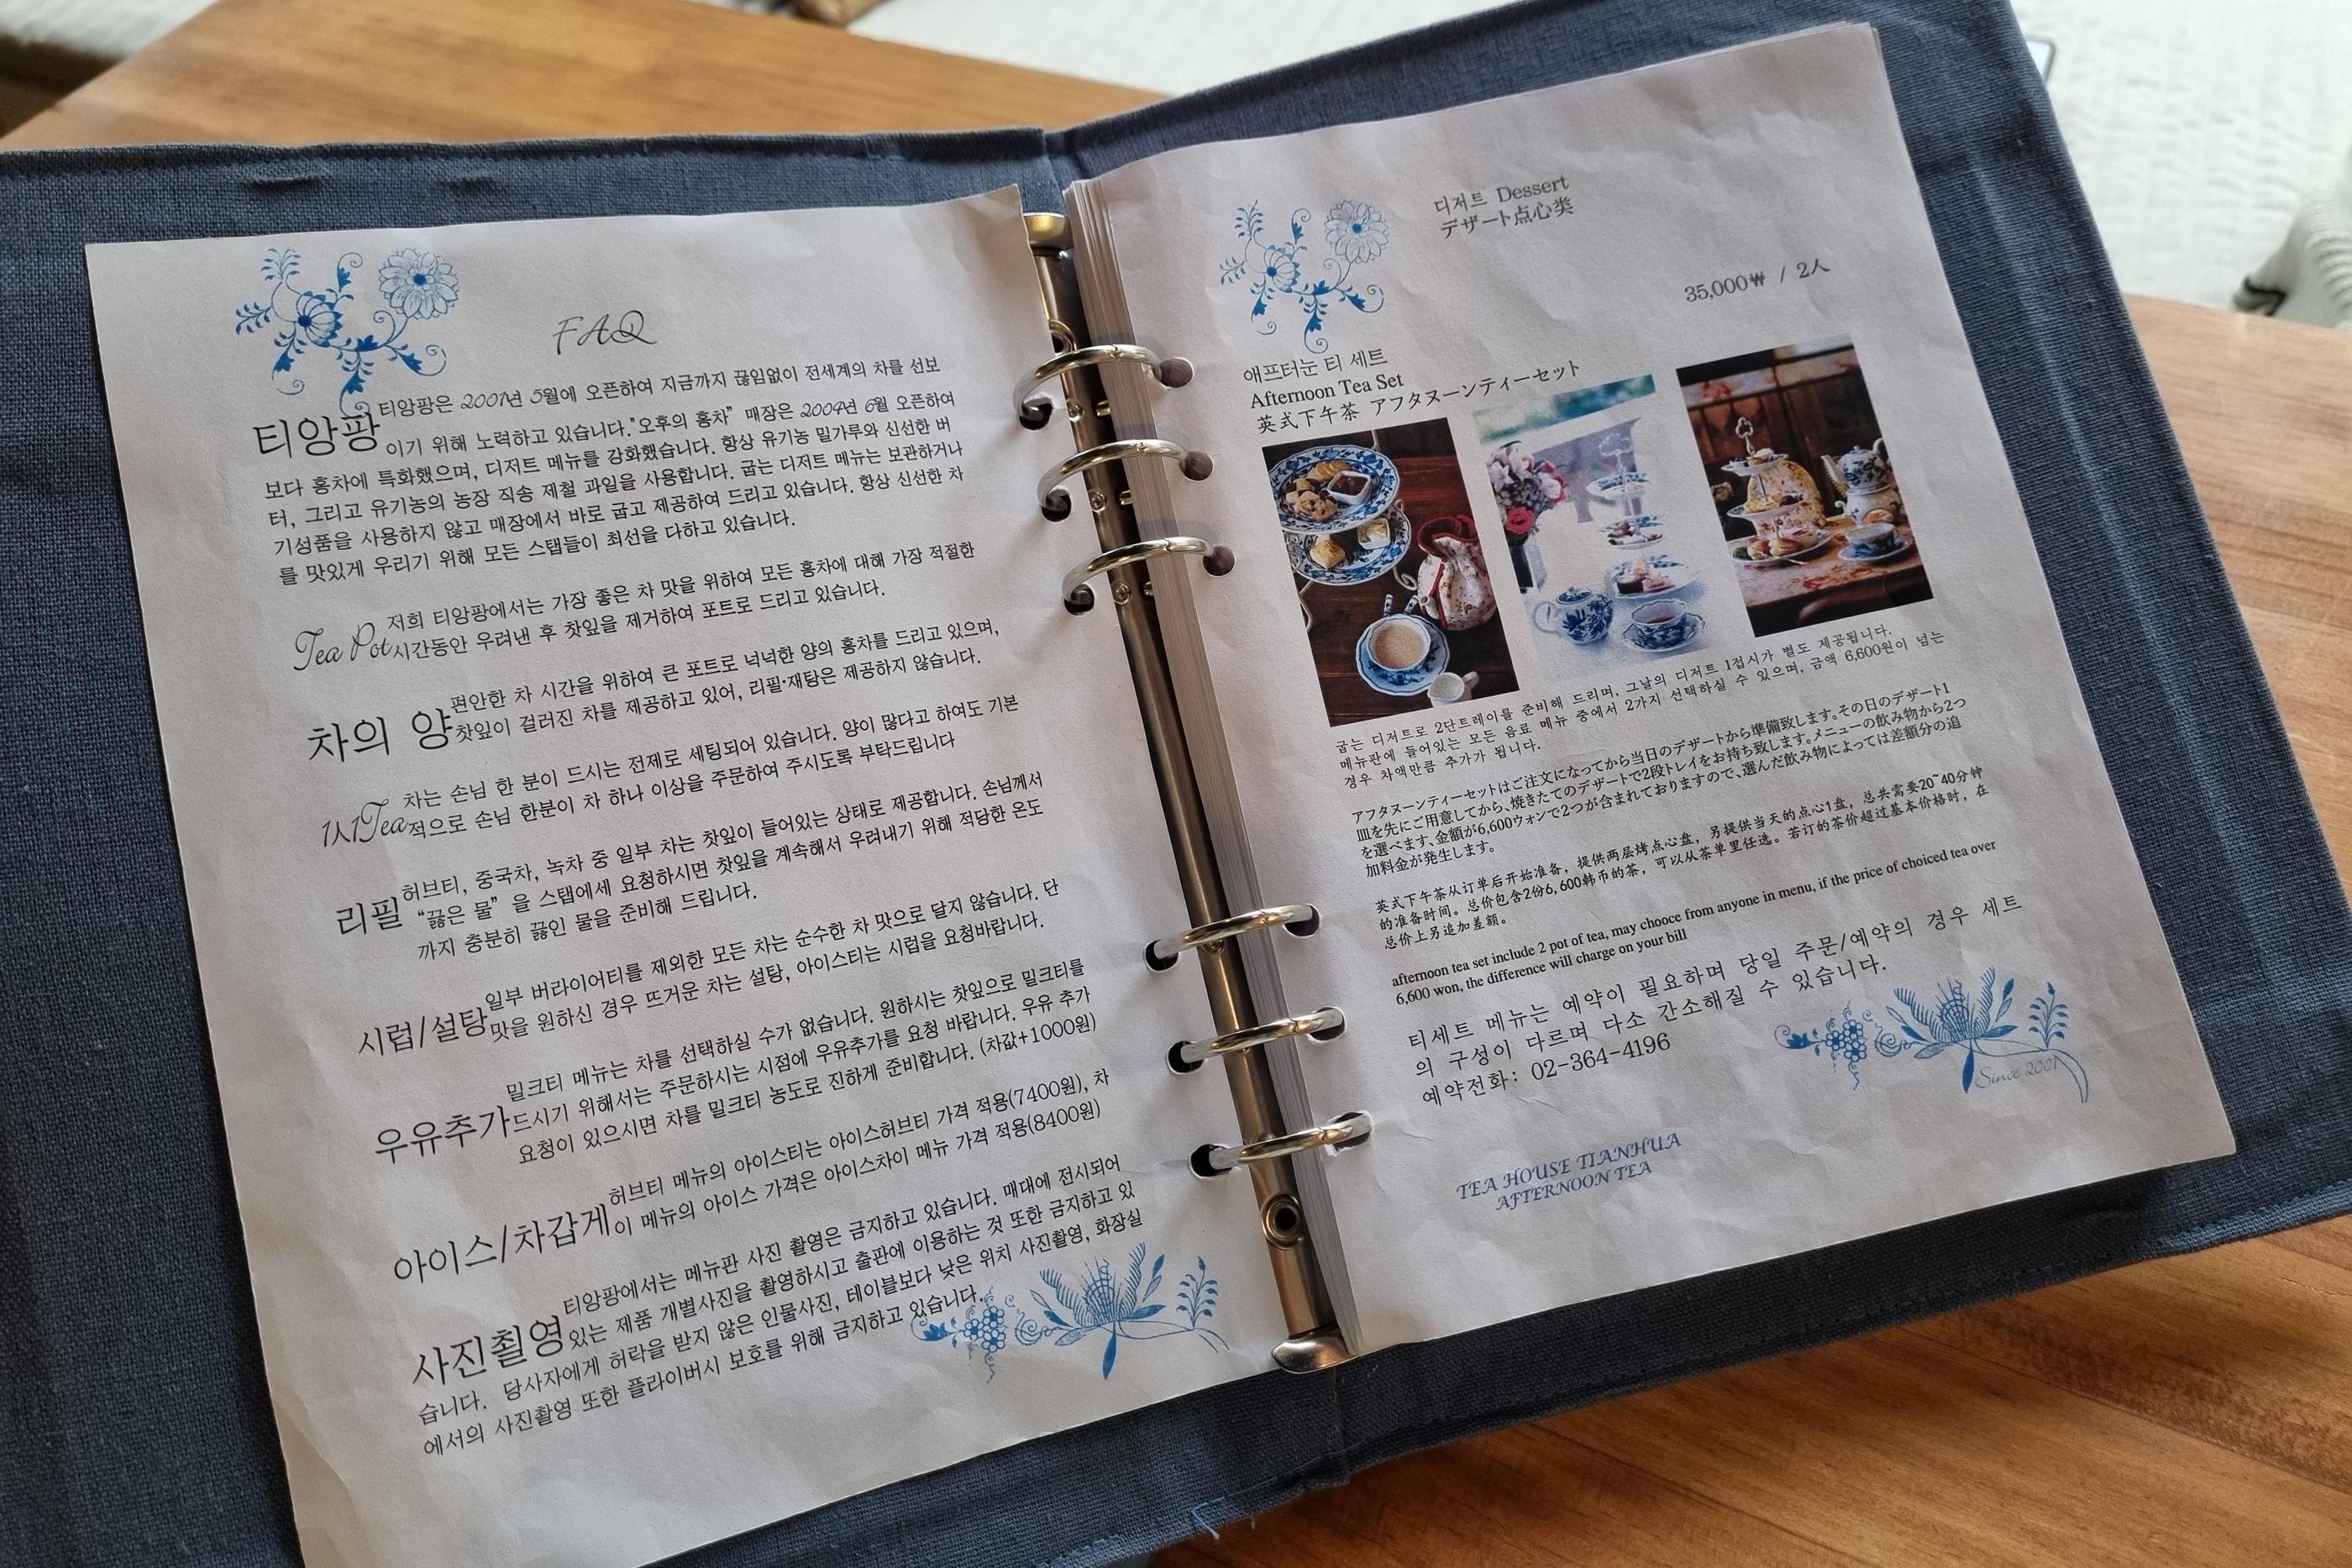 FAQ
티앙팡
티앙팡은 2001년 5월에 오픈하여 지금까지 끊임없이 전세계의 차를 선보
이기 위해 노력하고 있습니다."오후의 홍차" 매장은 2004년 6월 오픈하여
보다 홍차에 특화했으며, 디저트 메뉴를 강화했습니다. 항상 유기농 밀가루와 신선한 버
터, 그리고 유기농의 농장 직송 제철 과일을 사용합니다. 굽는 디저트 메뉴는 보관하거나
기성품을 사용하지 않고 매장에서 바로 굽고 제공하여 드리고 있습니다. 항상 신선한 차
를 맛있게 우리기 위해 모든 스탭들이 최선을 다하고 있습니다.
Tea Pot
저희 티앙팡에서는 가장 좋은 차 맛을 위하여 모든 홍차에 대해 가장 적절한
시간동안 우려낸 후 찻잎을 제거하여 포트로 드리고 있습니다.
차의 양
편안한 차 시간을 위하여 큰 포트로 넉넉한 양의 홍차를 드리고 있으며,
찻잎이 걸러진 차를 제공하고 있어, 리필·재탕은 제공하지 않습니다.
1人1Tea
차는 손님 한 분이 드시는 전제로 세팅되어 있습니다. 양이 많다고 하여도 기본
적으로 손님 한분이 차 하나 이상을 주문하여 주시도록 부탁드립니다
리필
허브티, 중국차, 녹차 중 일부 차는 찻잎이 들어있는 상태로 제공합니다. 손님께서
"끓은 물" 을 스탭에세 요청하시면 찻잎을 계속해서 우려내기 위해 적당한 온도
까지 충분히 끓인 물을 준비해 드립니다.
시럽/설탕
일부 버라이어티를 제외한 모든 차는 순수한 차 맛으로 달지 않습니다. 단
맛을 원하신 경우 뜨거운 차는 설탕, 아이스티는 시럽을 요청바랍니다.
우유추가
밀크티 메뉴는 차를 선택하실 수가 없습니다. 원하시는 찻잎으로 밀크티를
드시기 위해서는 주문하시는 시점에 우유추가를 요청 바랍니다. 우유 추가
요청이 있으시면 차를 밀크티 농도로 진하게 준비합니다. (차값+1000원)
아이스/차갑게
허브티 메뉴의 아이스티는 아이스허브티 가격 적용(7400원), 차
이 메뉴의 아이스 가격은 아이스차이 메뉴 가격 적용(8400원)
사진촬영
티앙팡에서는 메뉴판 사진 촬영은 금지하고 있습니다. 매대에 전시되어
있는 제품 개별사진을 촬영하시고 출판에 이용하는 것 또한 금지하고 있
습니다. 당사자에게 허락을 받지 않은 인물사진, 테이블보다 낮은 위치 사진촬영, 화장실
에서의 사진촬영 또한 플라이버시 보호를 위해 금지하고 있습니다.
디저트 Dessert
デザート点心类
35,000₩ / 2人
애프터눈 티 세트
Afternoon Tea Set
英式下午茶 アフタヌーンティーセット
굽는 디저트로 2단트레이를 준비해 드리며, 그날의 디저트 1접시가 별도 제공됩니다.
메뉴판에 들어있는 모든 음료 메뉴 중에서 2가지 선택하실 수 있으며, 금액 6,600원이 넘는
경우 차액만큼 추가가 됩니다.
アフタヌーンティーセットはご注文になってから当日のデザートから準備致します。その日のデザート1
皿を先にご用意してから、焼きたてのデザートで2段トレイをお持ち致します。メニューの飲み物から2つ
を選べます、金額が6,600ウォンで2つが含まれておりますので、選んだ飲み物によっては差額分の追
加料金が発生します。
英式下午茶从订单后开始准备，提供两层烤点心盘，另提供当天的点心1盘，总共需要20~40分钟
的准备时间。总价包含2份6,600韩币的茶，可以从茶单里任选。若订的茶价超过基本价格时，在
总价上另追加差额。
afternoon tea set include 2 pot of tea, may chooce from anyone in menu, if the price of choiced tea over
6,600 won, the difference will charge on your bill
티세트 메뉴는 예약이 필요하며 당일 주문/예약의 경우 세트
의 구성이 다르며 다소 간소해질 수 있습니다.
예약전화: 02-364-4196
Since 2001
TEA HOUSE TIANHUA
AFTERNOON TEA